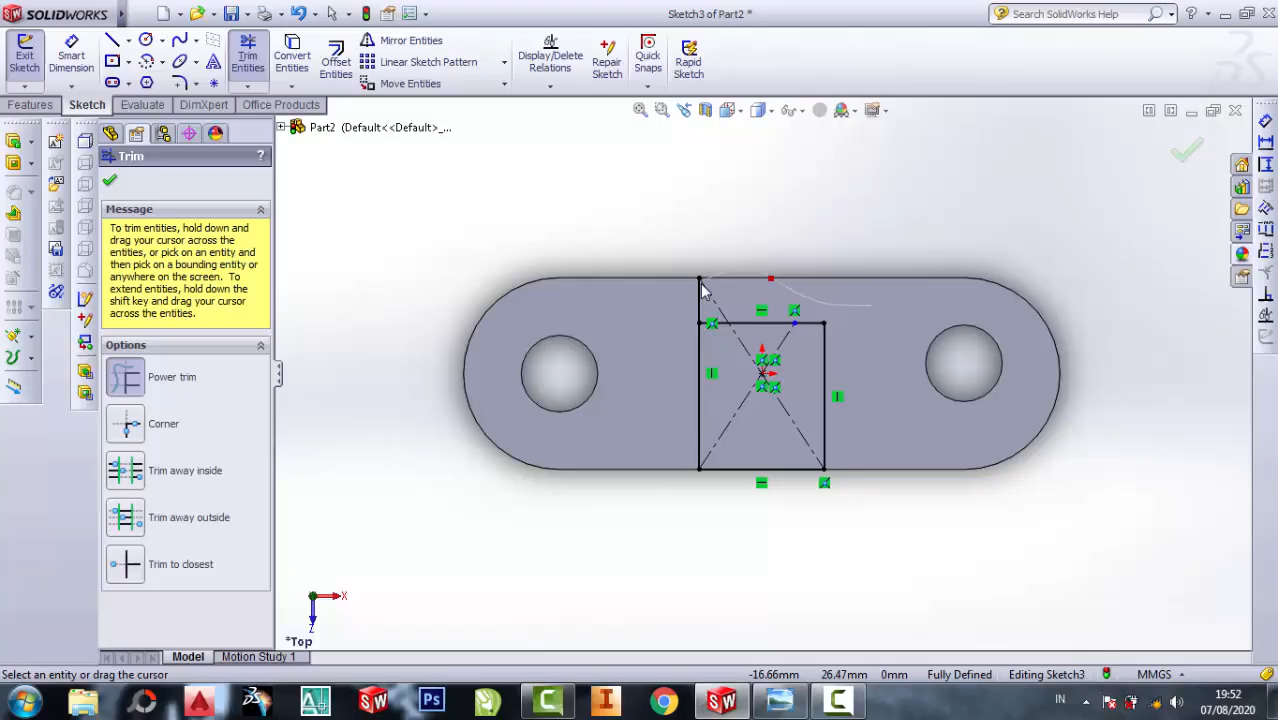 SOLIDWORKS
Sketch3 of Part2 *
Search SolidWorks Help
Exit Sketch
Smart Dimension
Trim Entities
Convert Entities
Offset Entities
Mirror Entities
Linear Sketch Pattern
Move Entities
Display/Delete Relations
Repair Sketch
Quick Snaps
Rapid Sketch
Features
Sketch
Evaluate
DimXpert
Office Products
Part2 (Default<<Default>_...
Trim
?
Message
To trim entities, hold down and
drag your cursor across the
entities, or pick on an entity and
then pick on a bounding entity or
anywhere on the screen. To
extend entities, hold down the
shift key and drag your cursor
across the entities.
Options
Power trim
Corner
Trim away inside
Trim away outside
Trim to closest
X
Z
*Top
Model
Motion Study 1
Select an entity or drag the cursor
-16.66mm 26.47mm 0mm Fully Defined Editing Sketch3 MMGS
IN
19:52
07/08/2020